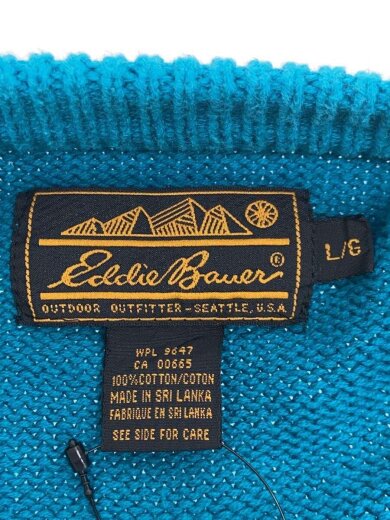 Eddie Bauer®
OUTDOOR OUTFITTER-SEATTLE, U.S.A.
L/G
WPL 9647
CA 00665
100% COTTON/COTON
MADE IN SRI LANKA
FABRIQUE EN SRI LANKA
SEE SIDE FOR CARE